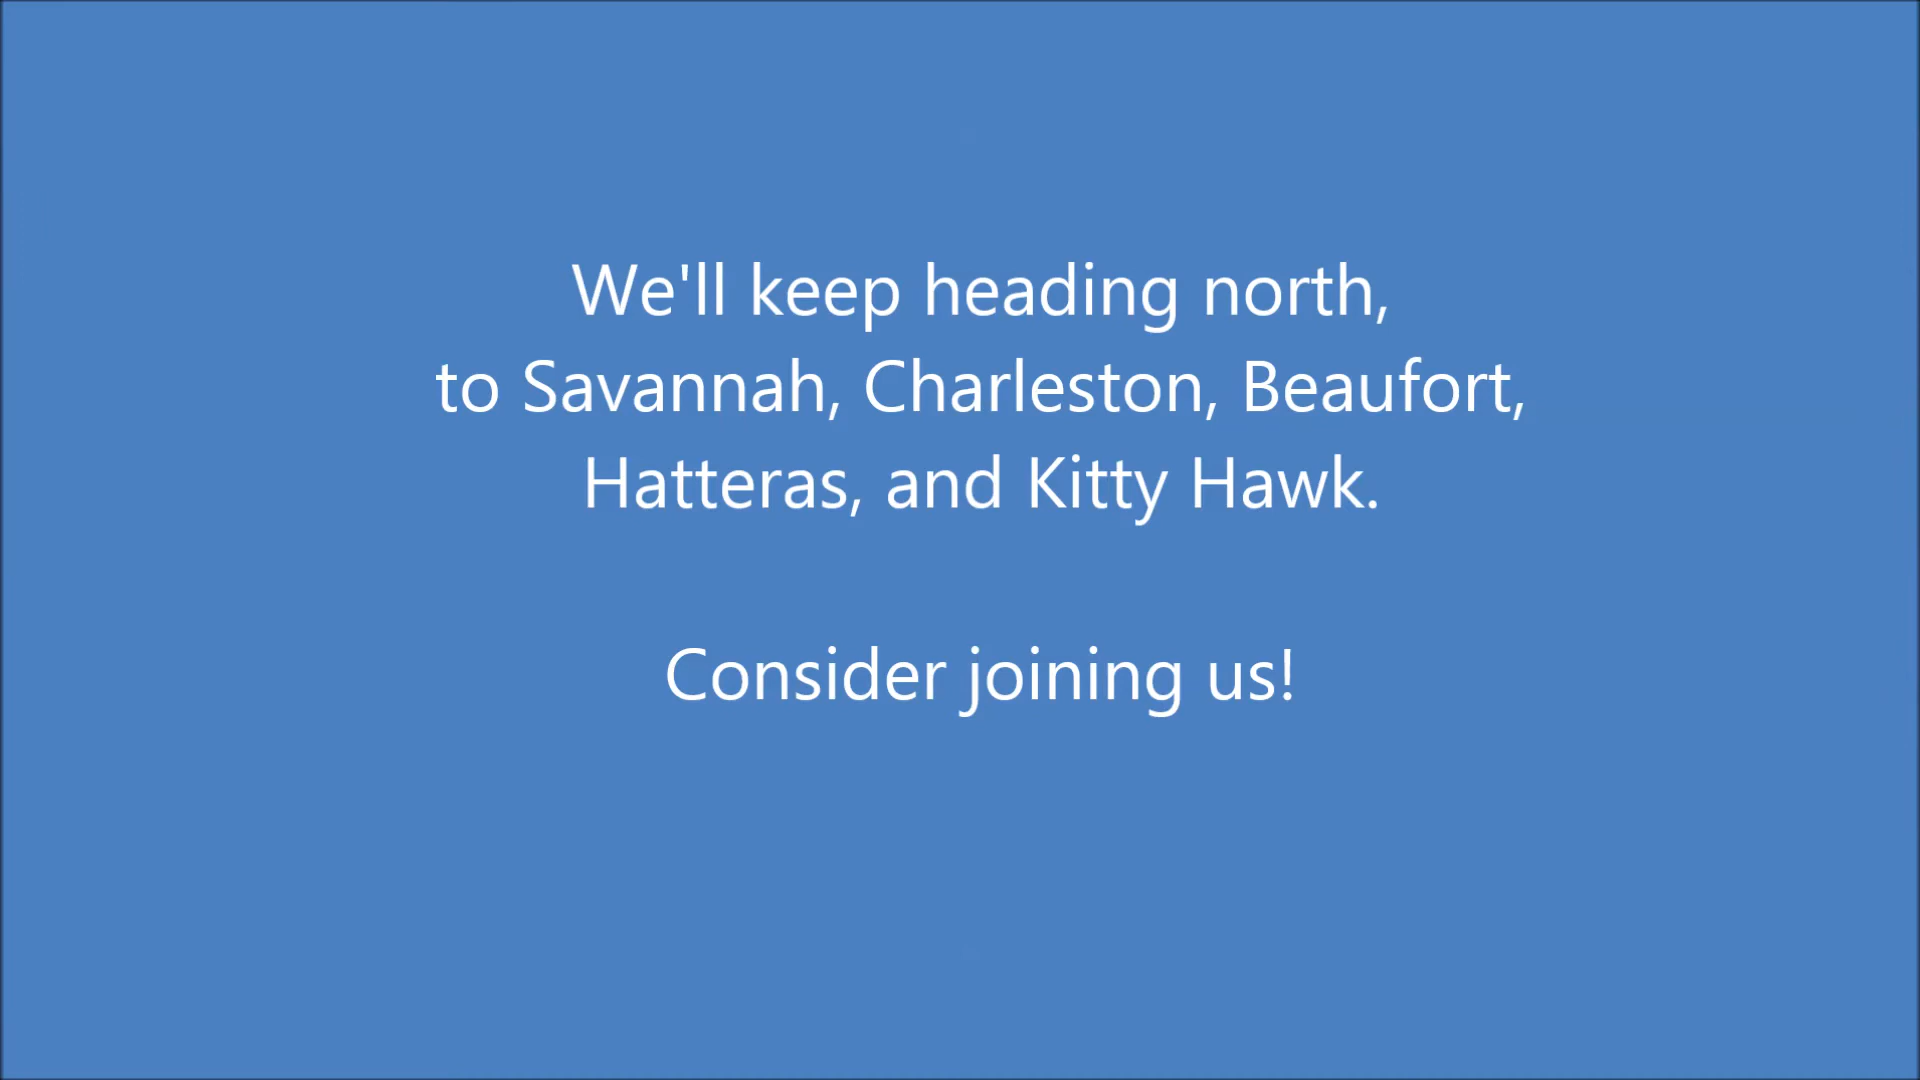 We'll keep heading north,
to Savannah, Charleston, Beaufort,
Hatteras, and Kitty Hawk.
Consider joining us!